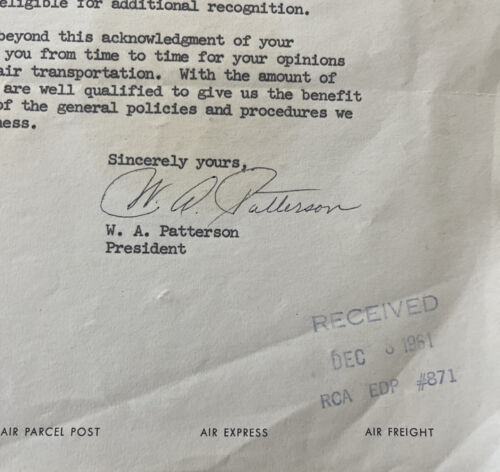 eligible for additional recognition.
beyond this acknowledgment of your
you from time to time for your opinions
air transportation. With the amount of
are well qualified to give us the benefit
of the general policies and procedures we
ness.
Sincerely yours,
W. A. Patterson
W. A. Patterson
President
RECEIVED
DEC 1961
RCA EDP #871
AIR PARCEL POST AIR EXPRESS AIR FREIGHT